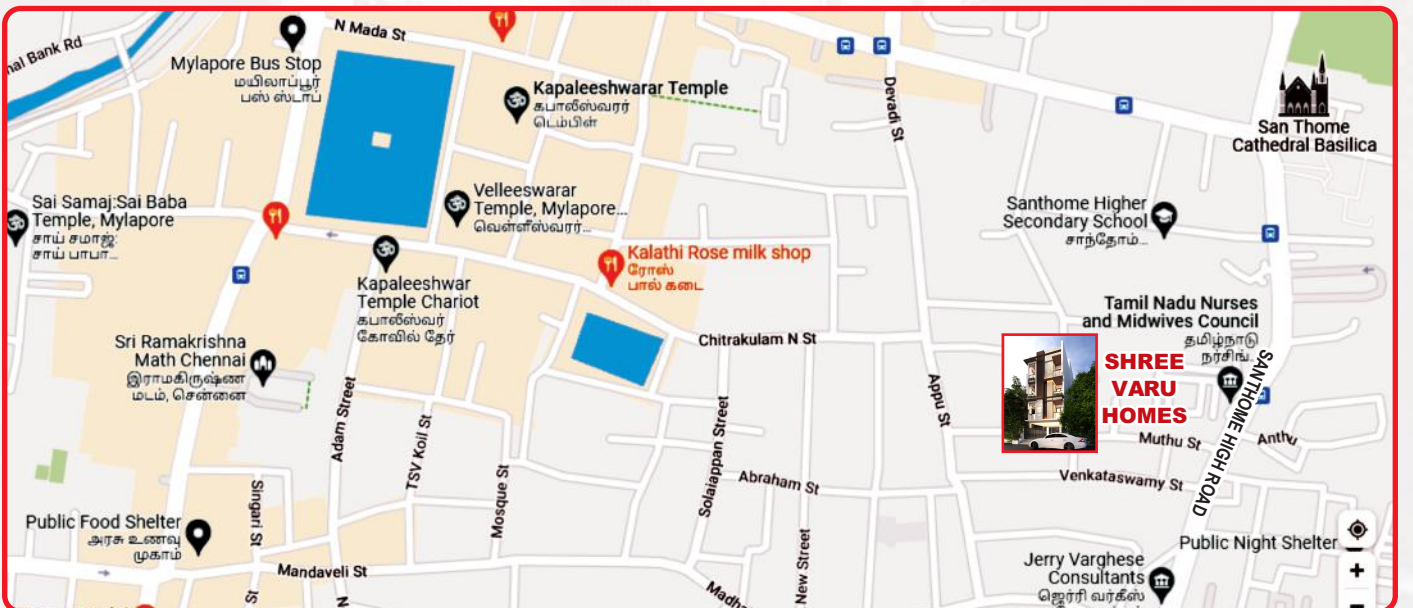 nal Bank Rd
N Mada St
Mylapore Bus Stop
மயிலாப்பூர்
பஸ் ஸ்டாப்
Kapaleeshwarar Temple
கபாலீஸ்வரர்
டெம்பிள்
Devadi St
San Thome
Cathedral Basilica
Sai Samaj:Sai Baba
Temple, Mylapore
சாய் சமாஜ்:
சாய் பாபா...
Velleeswarar
Temple, Mylapore...
வெள்ளீஸ்வரர்...
Santhome Higher
Secondary School
சாந்தோம்...
Kalathi Rose milk shop
ரோஸ்
பால் கடை
Kapaleeshwar
Temple Chariot
கபாலீஸ்வர்
கோவில் தேர்
Tamil Nadu Nurses
and Midwives Council
தமிழ்நாடு
நர்சிங்...
Chitrakulam N St
Sri Ramakrishna
Math Chennai
இராமகிருஷ்ண
மடம், சென்னை
SHREE
VARU
HOMES
SANTHOME HIGH ROAD
Adam Street
TSV Koil St
Solaiappan Street
Appu St
Muthu St
Anthu
Mosque St
Abraham St
Venkataswamy St
Singari St
Public Food Shelter
அரசு உணவு
முகாம்
New Street
Public Night Shelter
Mandaveli St
Jerry Varghese
Consultants
ஜெர்ரி வர்கீஸ்
St
N
Madha